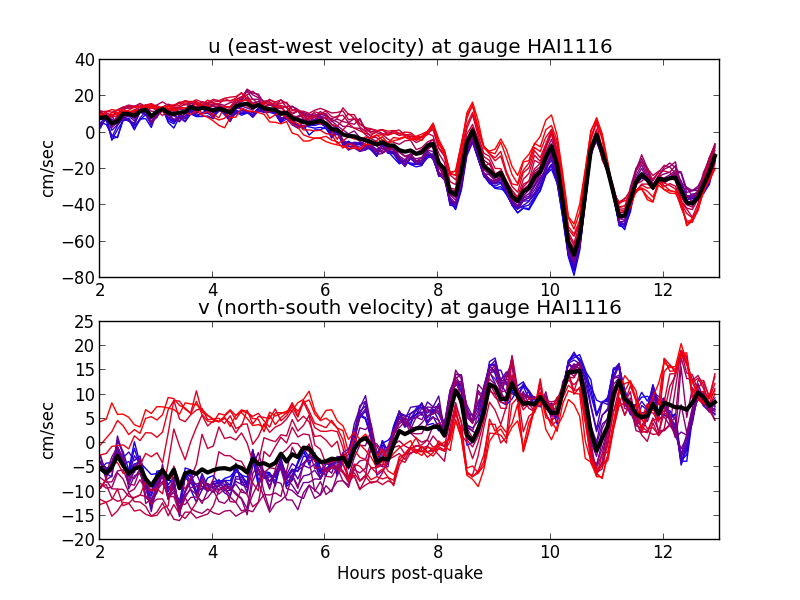 u (east-west velocity) at gauge HAI1116
40
20
0
−20
−40
−60
−80
cm/sec
2 4 6 8 10 12
v (north-south velocity) at gauge HAI1116
25
20
15
10
5
0
−5
−10
−15
−20
cm/sec
2 4 6 8 10 12
Hours post-quake